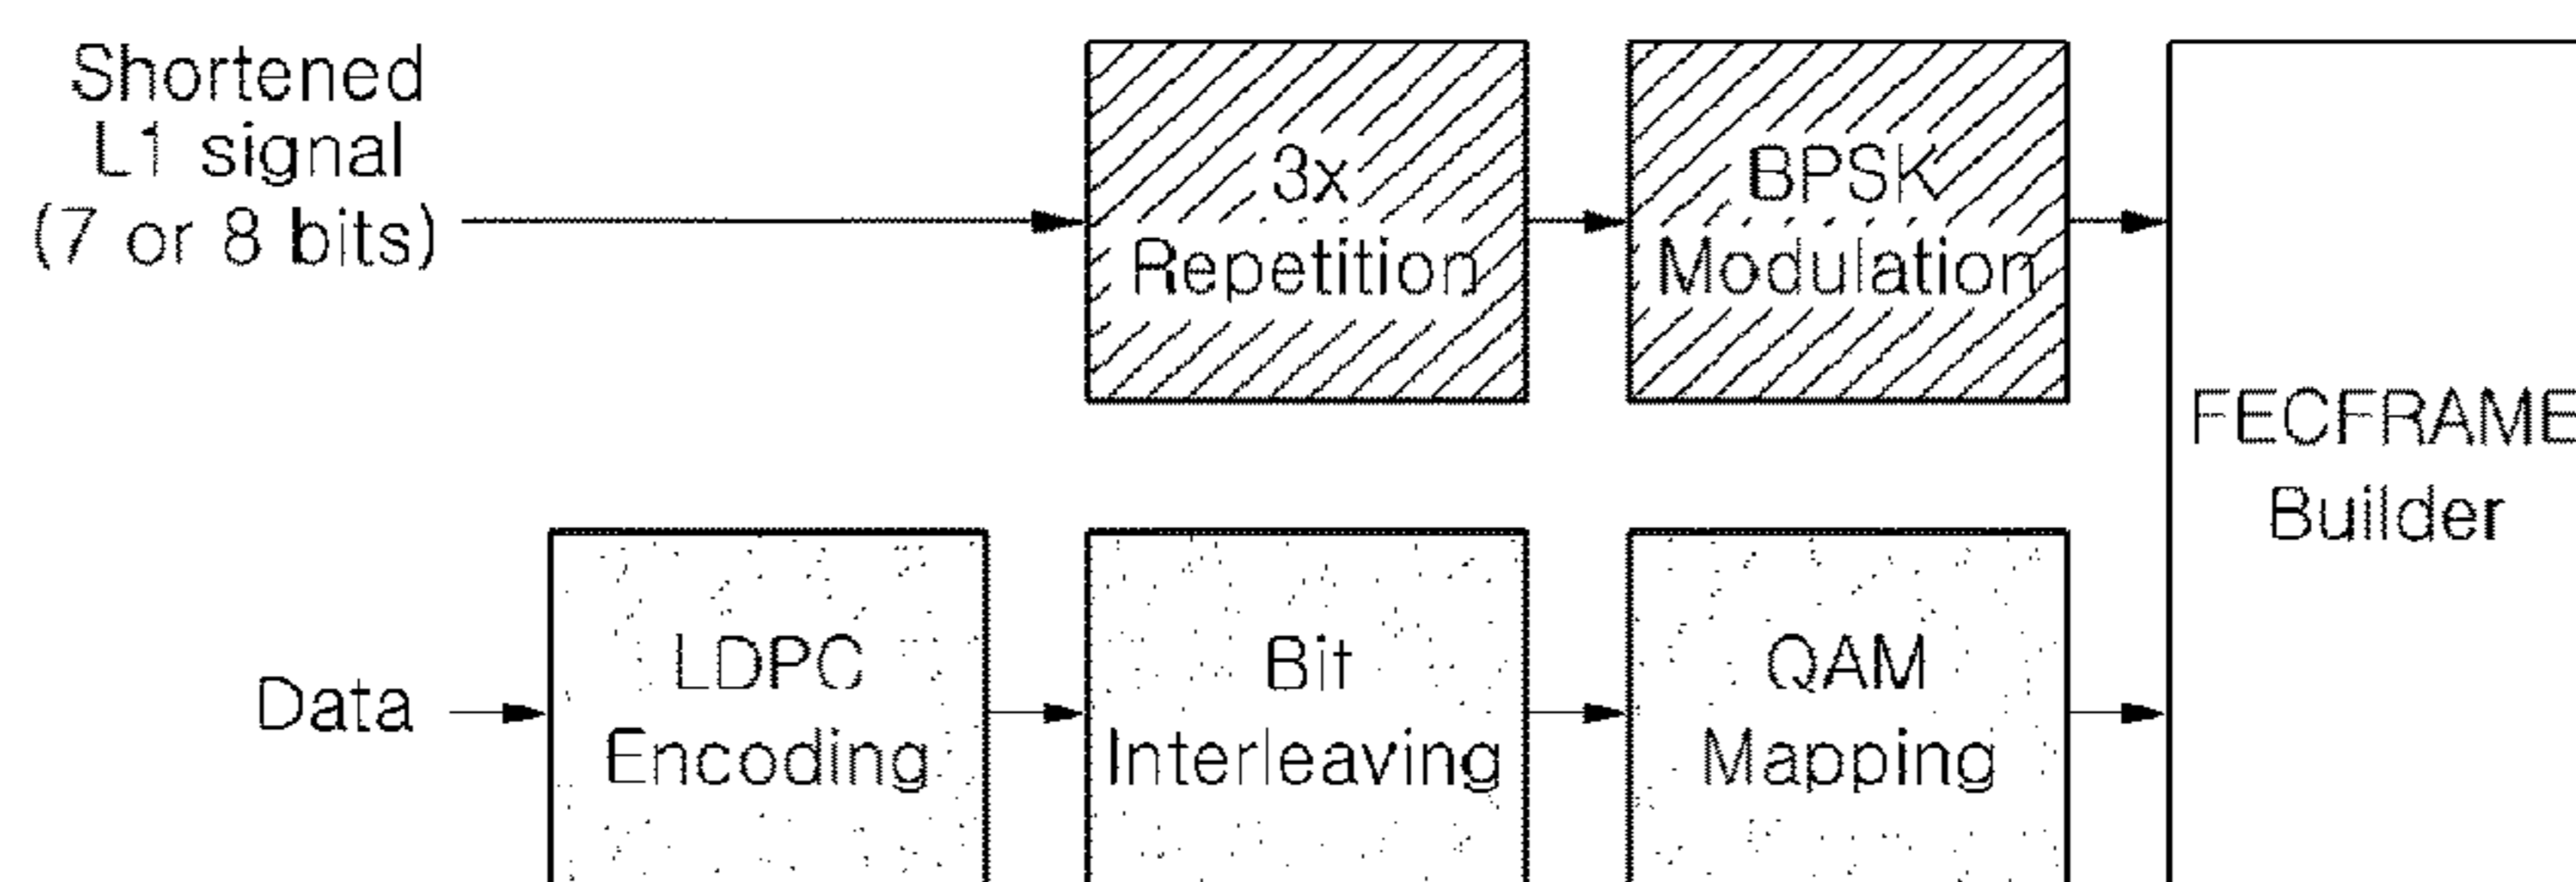 Shortened
L1 signal
(7 or 8 bits)
3x
Repetition
BPSK
Modulation
FECFRAME
Builder
Data
LDPC
Encoding
Bit
Interleaving
QAM
Mapping